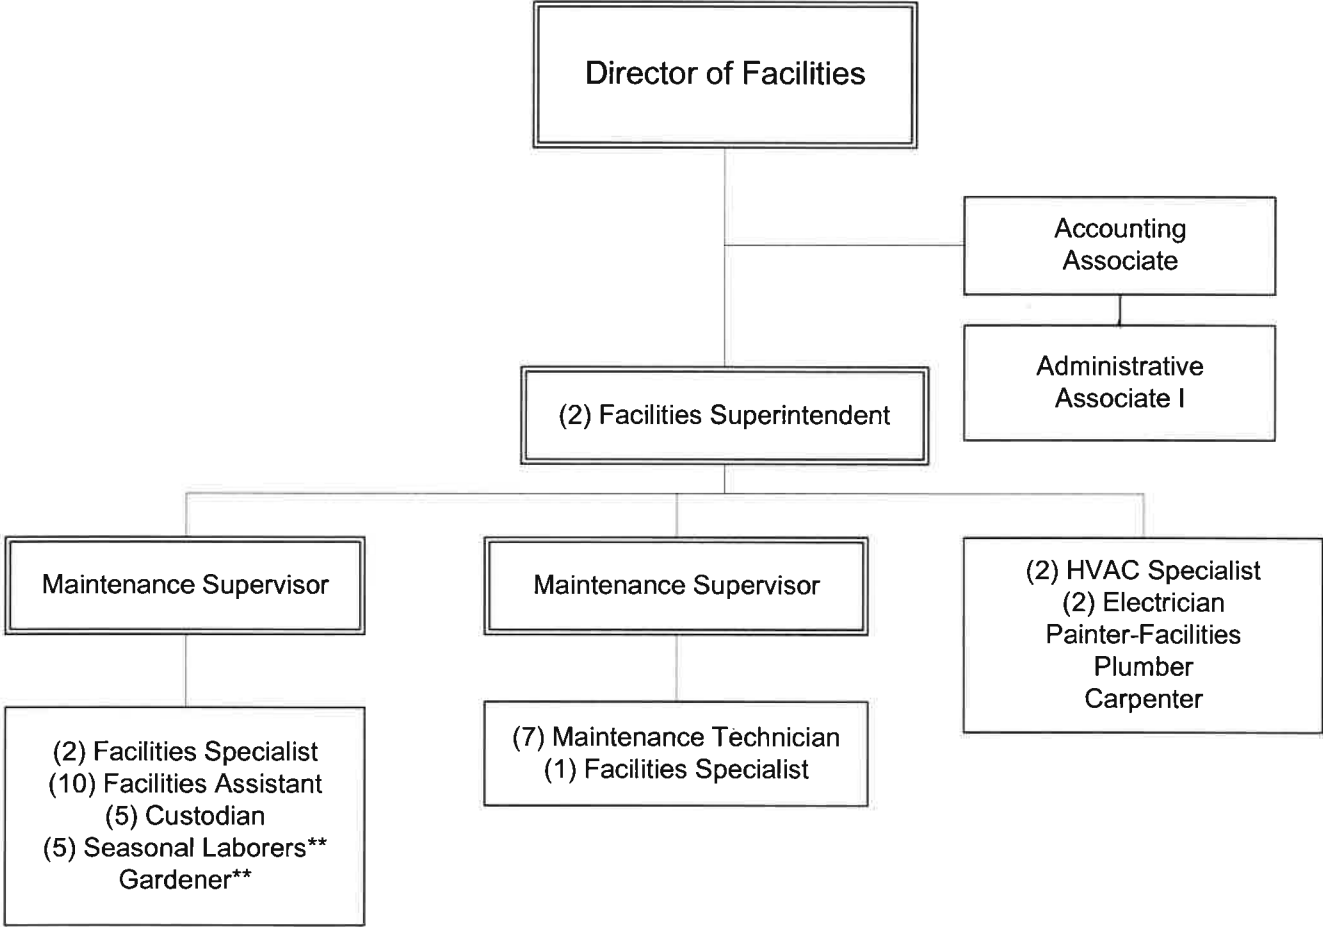 Director of Facilities
Accounting
Associate
Administrative
Associate I
(2) Facilities Superintendent
Maintenance Supervisor
Maintenance Supervisor
(2) HVAC Specialist
(2) Electrician
Painter-Facilities
Plumber
Carpenter
(2) Facilities Specialist
(10) Facilities Assistant
(5) Custodian
(5) Seasonal Laborers**
Gardener**
(7) Maintenance Technician
(1) Facilities Specialist